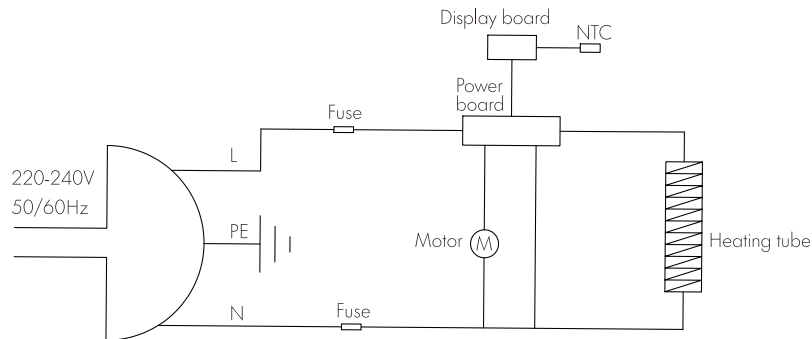 Display board
NTC
Power
board
Fuse
L
220-240V
50/60Hz
PE
Motor
M
Heating tube
N
Fuse